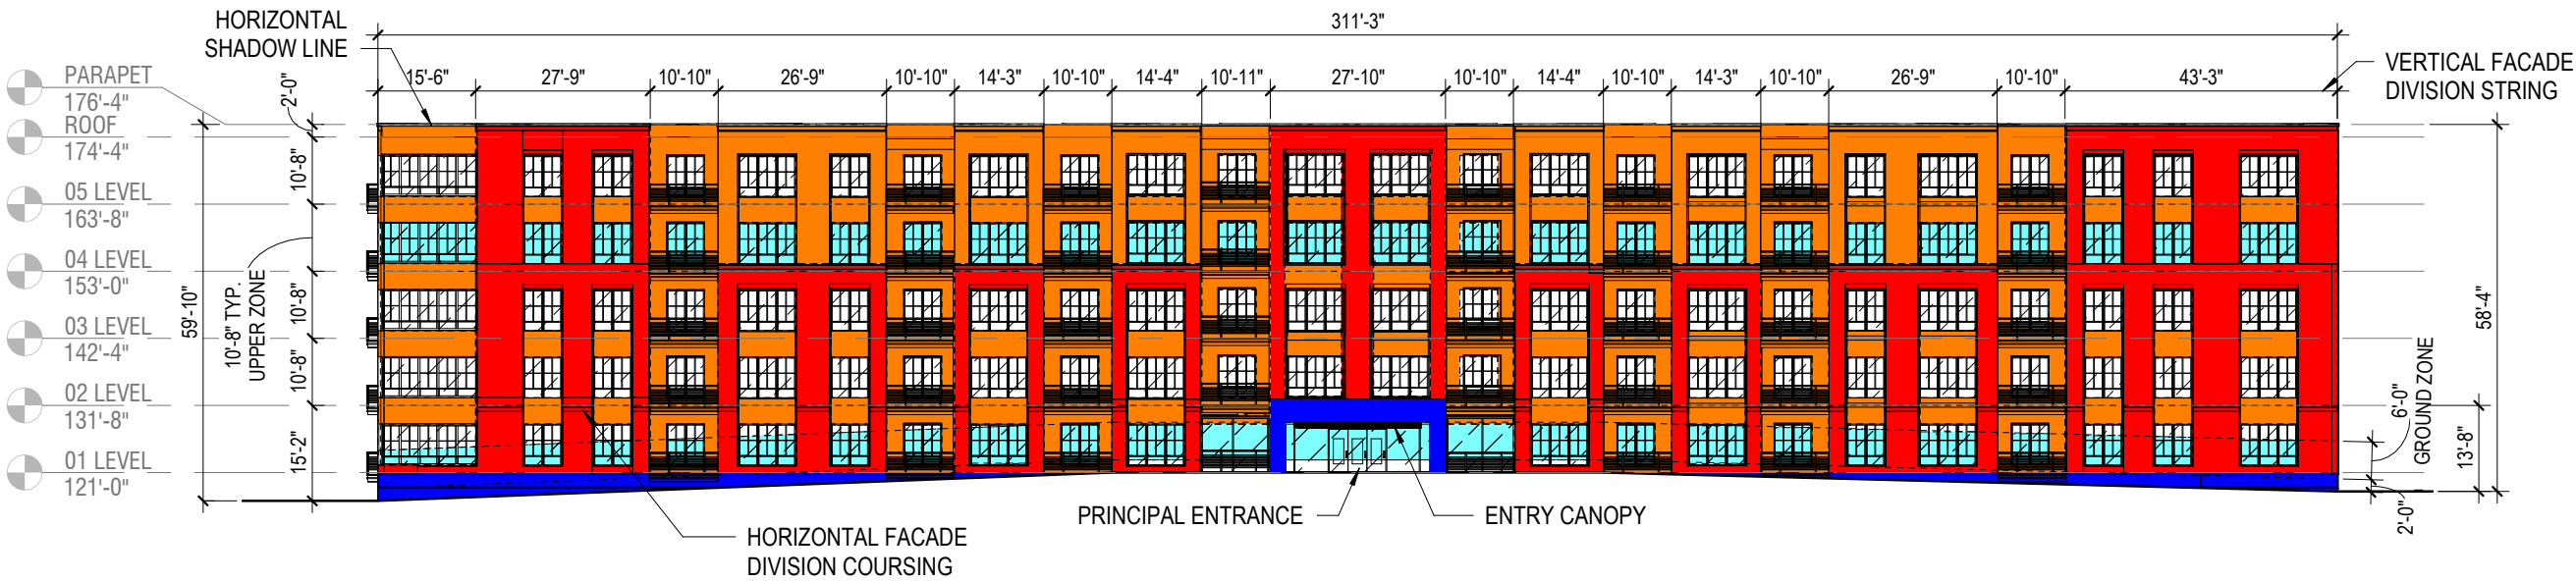 HORIZONTAL
SHADOW LINE
311'-3"
VERTICAL FACADE
DIVISION STRING
15'-6"
27'-9"
10'-10"
26'-9"
10'-10"
14'-3"
10'-10"
14'-4"
10'-11"
27'-10"
10'-10"
14'-4"
10'-10"
14'-3"
10'-10"
26'-9"
10'-10"
43'-3"
PARAPET
176'-4"
ROOF
174'-4"
05 LEVEL
163'-8"
04 LEVEL
153'-0"
03 LEVEL
142'-4"
02 LEVEL
131'-8"
01 LEVEL
121'-0"
59'-10"
10'-8" TYP.
UPPER ZONE
2'-0"
10'-8"
10'-8"
10'-8"
15'-2"
58'-4"
13'-8"
6'-0"
GROUND ZONE
2'-0"
PRINCIPAL ENTRANCE
ENTRY CANOPY
HORIZONTAL FACADE
DIVISION COURSING